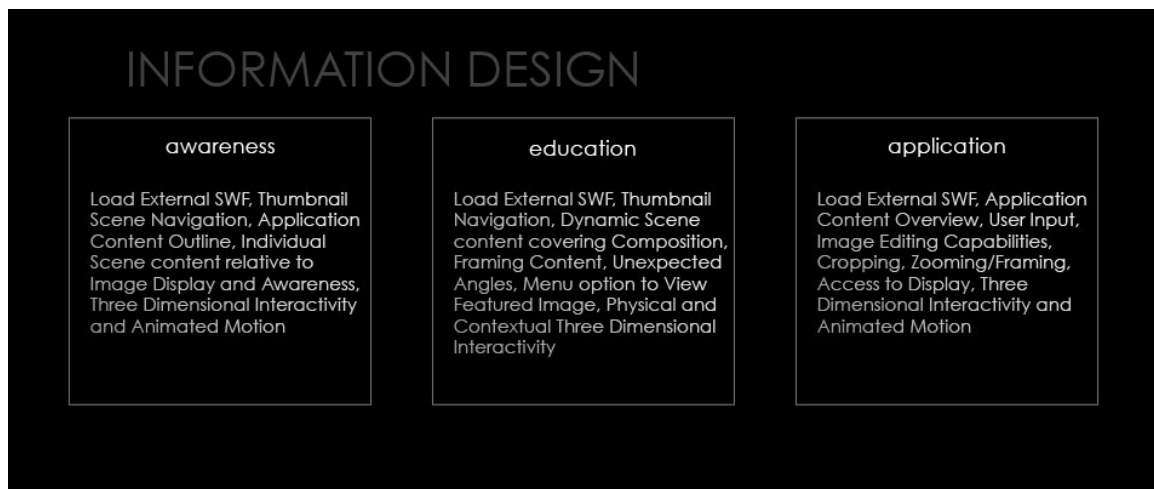 INFORMATION DESIGN
awareness
Load External SWF, Thumbnail
Scene Navigation, Application
Content Outline, Individual
Scene content relative to
Image Display and Awareness,
Three Dimensional Interactivity
and Animated Motion
education
Load External SWF, Thumbnail
Navigation, Dynamic Scene
content covering Composition,
Framing Content, Unexpected
Angles, Menu option to View
Featured Image, Physical and
Contextual Three Dimensional
Interactivity
application
Load External SWF, Application
Content Overview, User Input,
Image Editing Capabilities,
Cropping, Zooming/Framing,
Access to Display, Three
Dimensional Interactivity and
Animated Motion